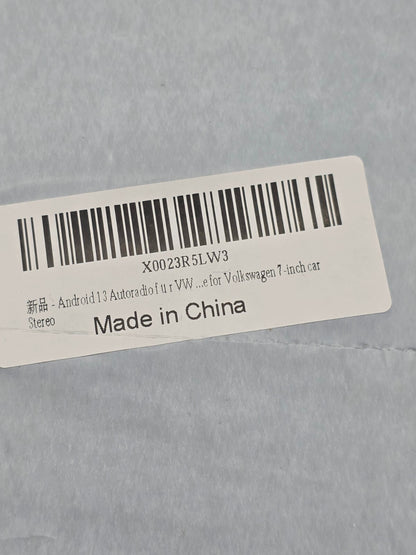 X0023R5LW3
新品 - Android 13 Autoradio f u r VW ...e for Volkswagen 7-inch car
Stereo
Made in China